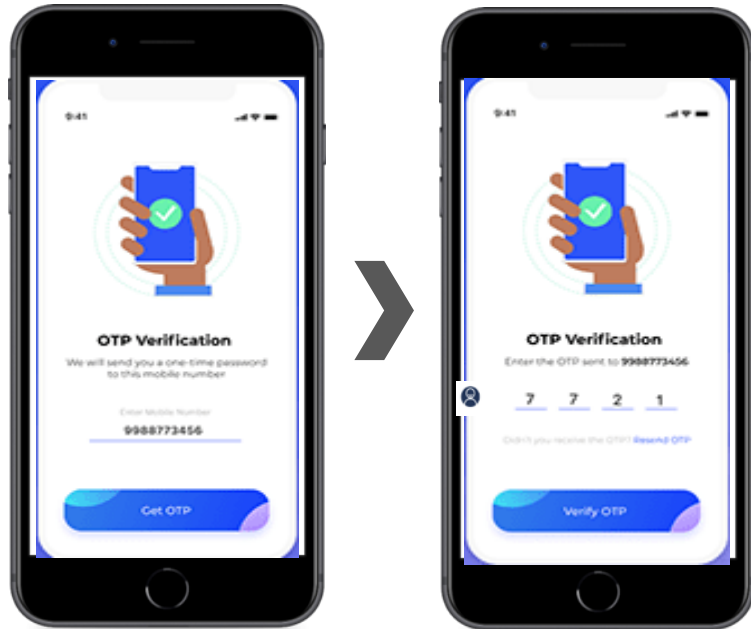 9:41
OTP Verification
We will send you a one-time password
to this mobile number
Enter Mobile Number
9988773456
Get OTP
9:41
OTP Verification
Enter the OTP sent to 9988773456
7 7 2 1
Didn't you receive the OTP? Resend OTP
Verify OTP